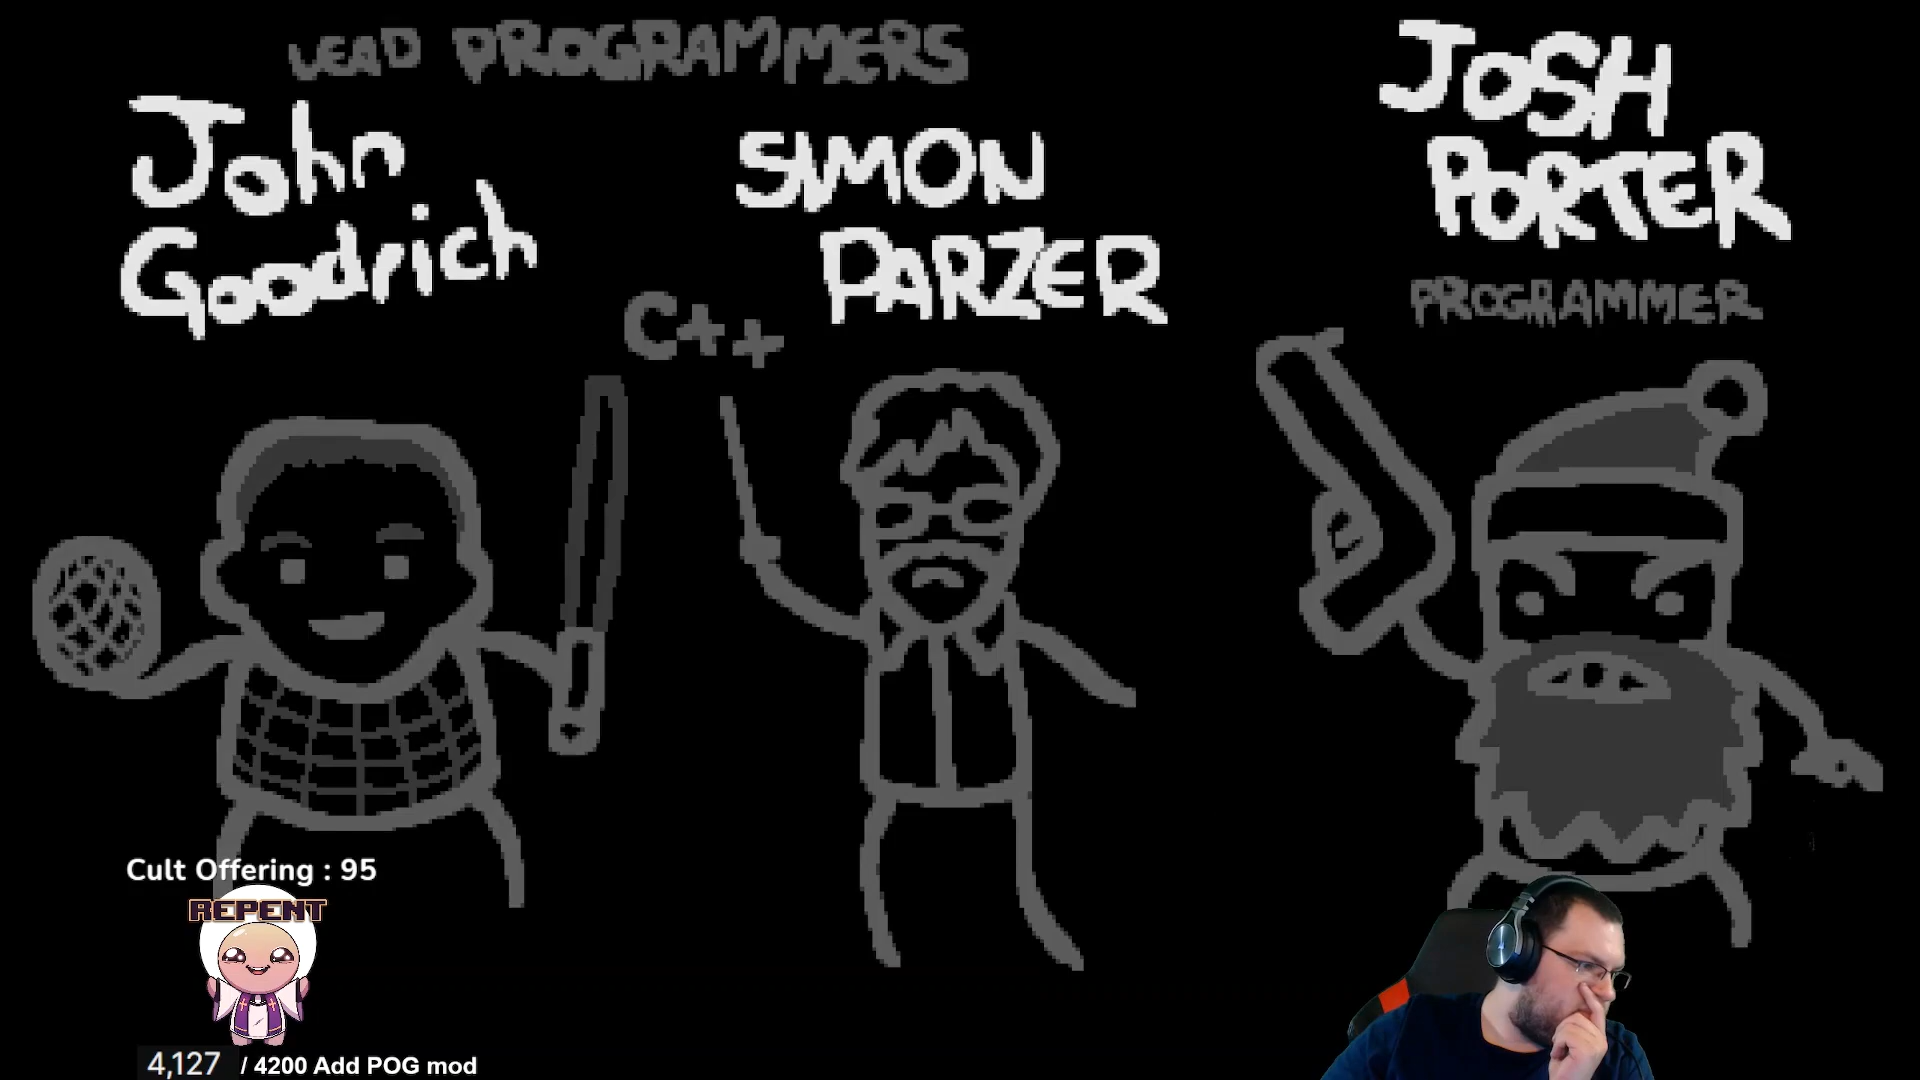 LEAD PROGRAMMERS
John
Goodrich
SIMON
PARZER
C++
JOSH
PORTER
PROGRAMMER
Cult Offering : 95
REPENT
4,127 / 4200 Add POG mod